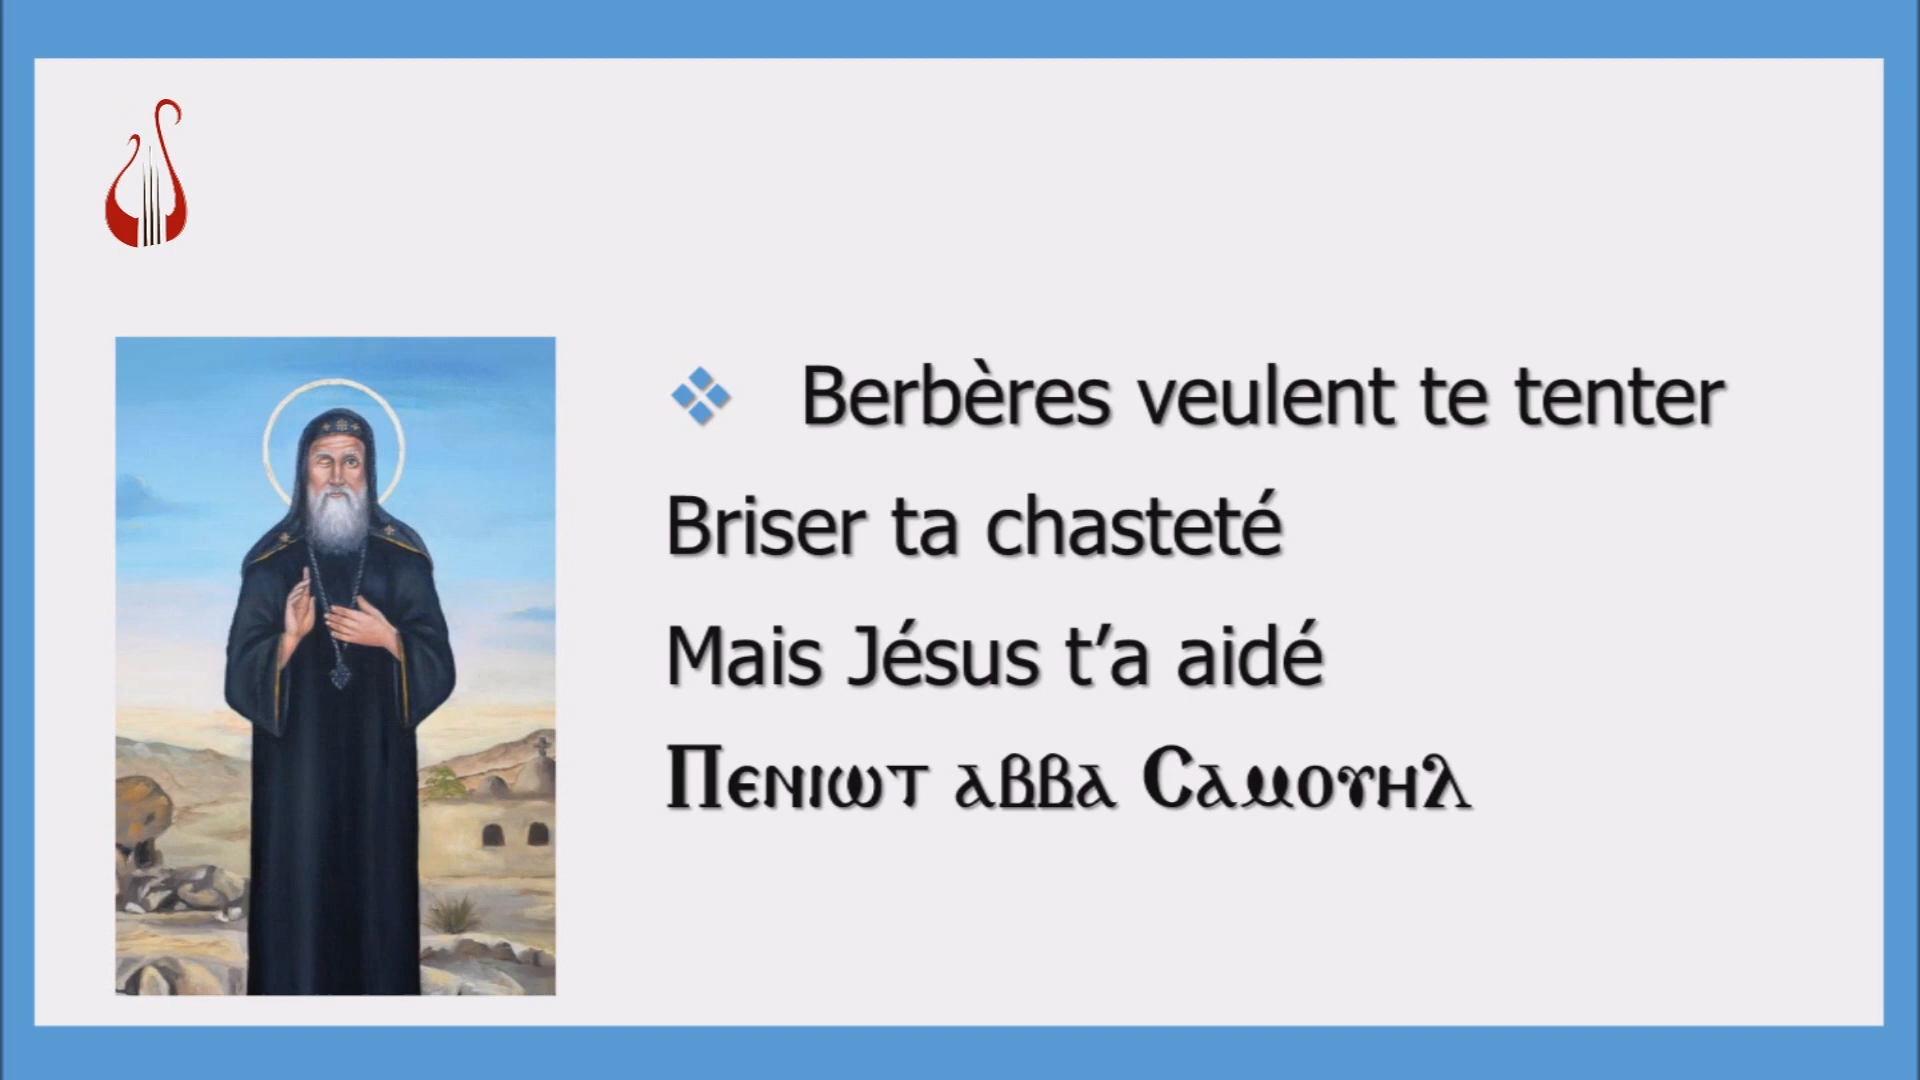 ❖ Berbères veulent te tenter
Briser ta chasteté
Mais Jésus t’a aidé
Ⲡⲉⲛⲓⲱⲧ ⲁⲃⲃⲁ Ⲥⲁⲙⲟⲩⲏⲗ